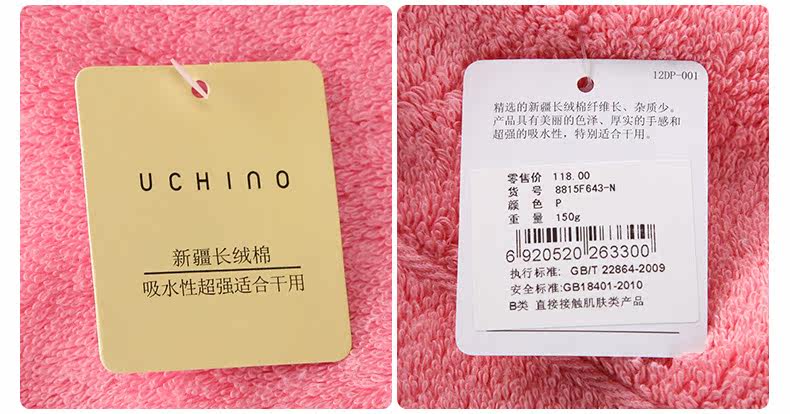 UCHINO
新疆长绒棉
吸水性超强适合干用
12DP-001
精选的新疆长绒棉纤维长、杂质少。
产品具有美丽的色泽、厚实的手感和
超强的吸水性，特别适合干用。
零售价 118.00
货 号 8815F643-N
颜 色 P
重 量 150g
6 920520 263300
执行标准: GB/T 22864-2009
安全标准:GB18401-2010
B类 直接接触肌肤类产品